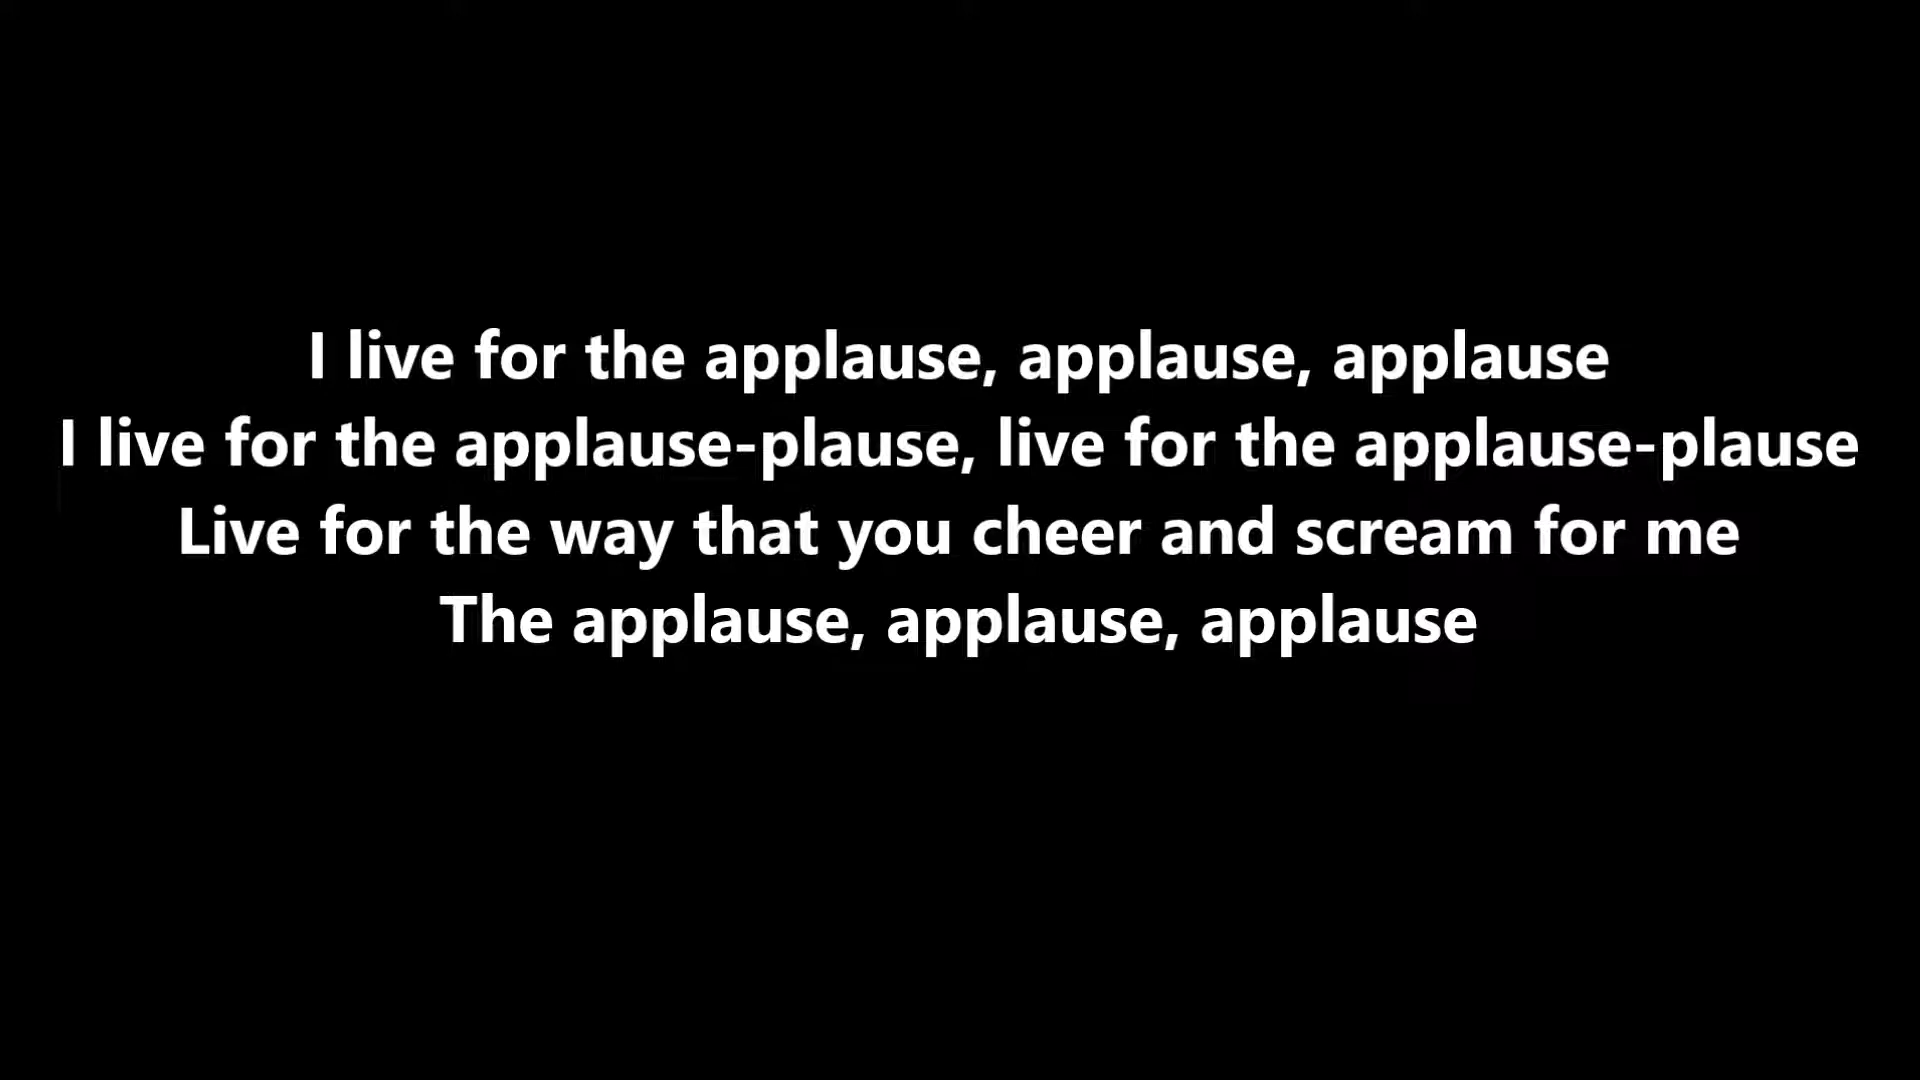 I live for the applause, applause, applause
I live for the applause-plause, live for the applause-plause
Live for the way that you cheer and scream for me
The applause, applause, applause